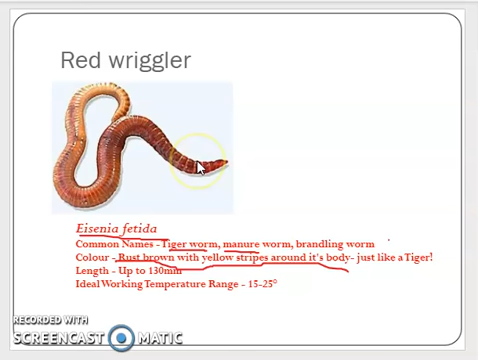 Red wriggler
Eisenia fetida
Common Names - Tiger worm, manure worm, brandling worm
Colour - Rust brown with yellow stripes around it's body- just like a Tiger!
Length - Up to 130mm
Ideal Working Temperature Range - 15-25°
RECORDED WITH
SCREENCAST MATIC